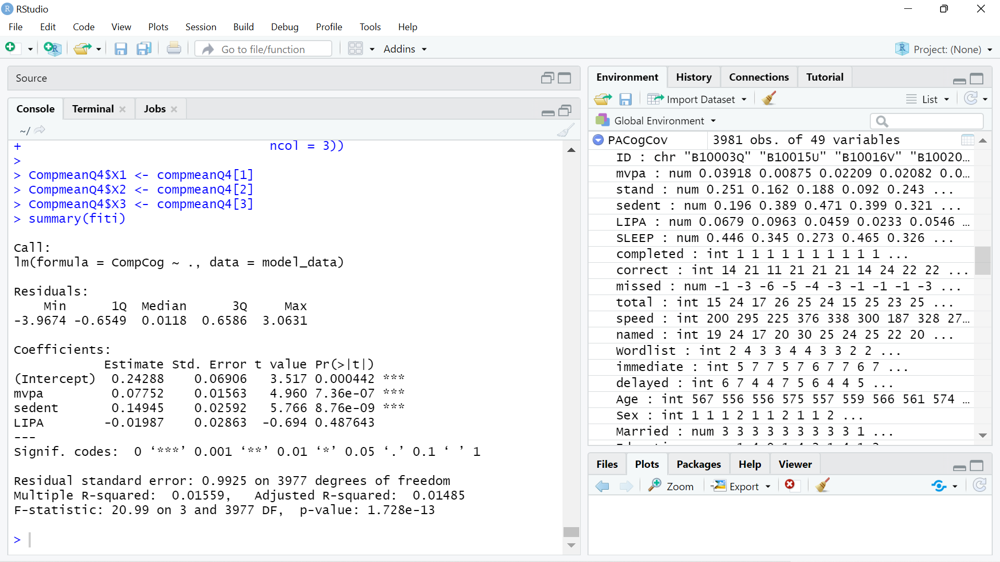 RStudio
File Edit Code View Plots Session Build Debug Profile Tools Help
Go to file/function Addins Project: (None)
Source
Console Terminal Jobs
~/
+                                  ncol = 3))
>
> CompmeanQ4$X1 <- compmeanQ4[1]
> CompmeanQ4$X2 <- compmeanQ4[2]
> CompmeanQ4$X3 <- compmeanQ4[3]
> summary(fiti)
Call:
lm(formula = CompCog ~ ., data = model_data)
Residuals:
    Min      1Q  Median      3Q     Max
-3.9674 -0.6549  0.0118  0.6586  3.0631
Coefficients:
            Estimate Std. Error t value Pr(>|t|)
(Intercept)  0.24288    0.06906   3.517 0.000442 ***
mvpa         0.07752    0.01563   4.960 7.36e-07 ***
sedent       0.14945    0.02592   5.766 8.76e-09 ***
LIPA        -0.01987    0.02863  -0.694 0.487643
---
Signif. codes:  0 ‘***’ 0.001 ‘**’ 0.01 ‘*’ 0.05 ‘.’ 0.1 ‘ ’ 1
Residual standard error: 0.9925 on 3977 degrees of freedom
Multiple R-squared:  0.01559,   Adjusted R-squared:  0.01485
F-statistic: 20.99 on 3 and 3977 DF,  p-value: 1.728e-13
>
Environment History Connections Tutorial
Import Dataset List
Global Environment
PACogCov 3981 obs. of 49 variables
ID : chr "B10003Q" "B10015U" "B10016V" "B10020…
mvpa : num 0.03918 0.00875 0.02209 0.02082 0.0…
stand : num 0.251 0.162 0.188 0.092 0.243 ...
sedent : num 0.196 0.389 0.471 0.399 0.321 ...
LIPA : num 0.0679 0.0963 0.0459 0.0233 0.0546 …
SLEEP : num 0.446 0.345 0.273 0.465 0.326 ...
completed : int 1 1 1 1 1 1 1 1 1 1 ...
correct : int 14 21 11 21 21 21 14 24 22 22 ...
missed : num -1 -3 -6 -5 -4 -3 -1 -1 -1 -3 ...
total : int 15 24 17 26 25 24 15 25 23 25 ...
speed : int 200 295 225 376 338 300 187 328 27…
named : int 19 24 17 20 30 25 24 25 22 20 ...
Wordlist : int 2 4 3 3 4 4 3 3 2 2 ...
immediate : int 5 7 7 5 7 6 7 7 6 7 ...
delayed : int 6 7 4 4 7 5 6 4 4 5 ...
Age : int 567 556 556 575 557 559 566 561 574 …
Sex : int 1 1 1 2 1 1 2 1 1 2 ...
Married : num 3 3 3 3 3 3 3 3 3 1 ...
Files Plots Packages Help Viewer
Zoom Export